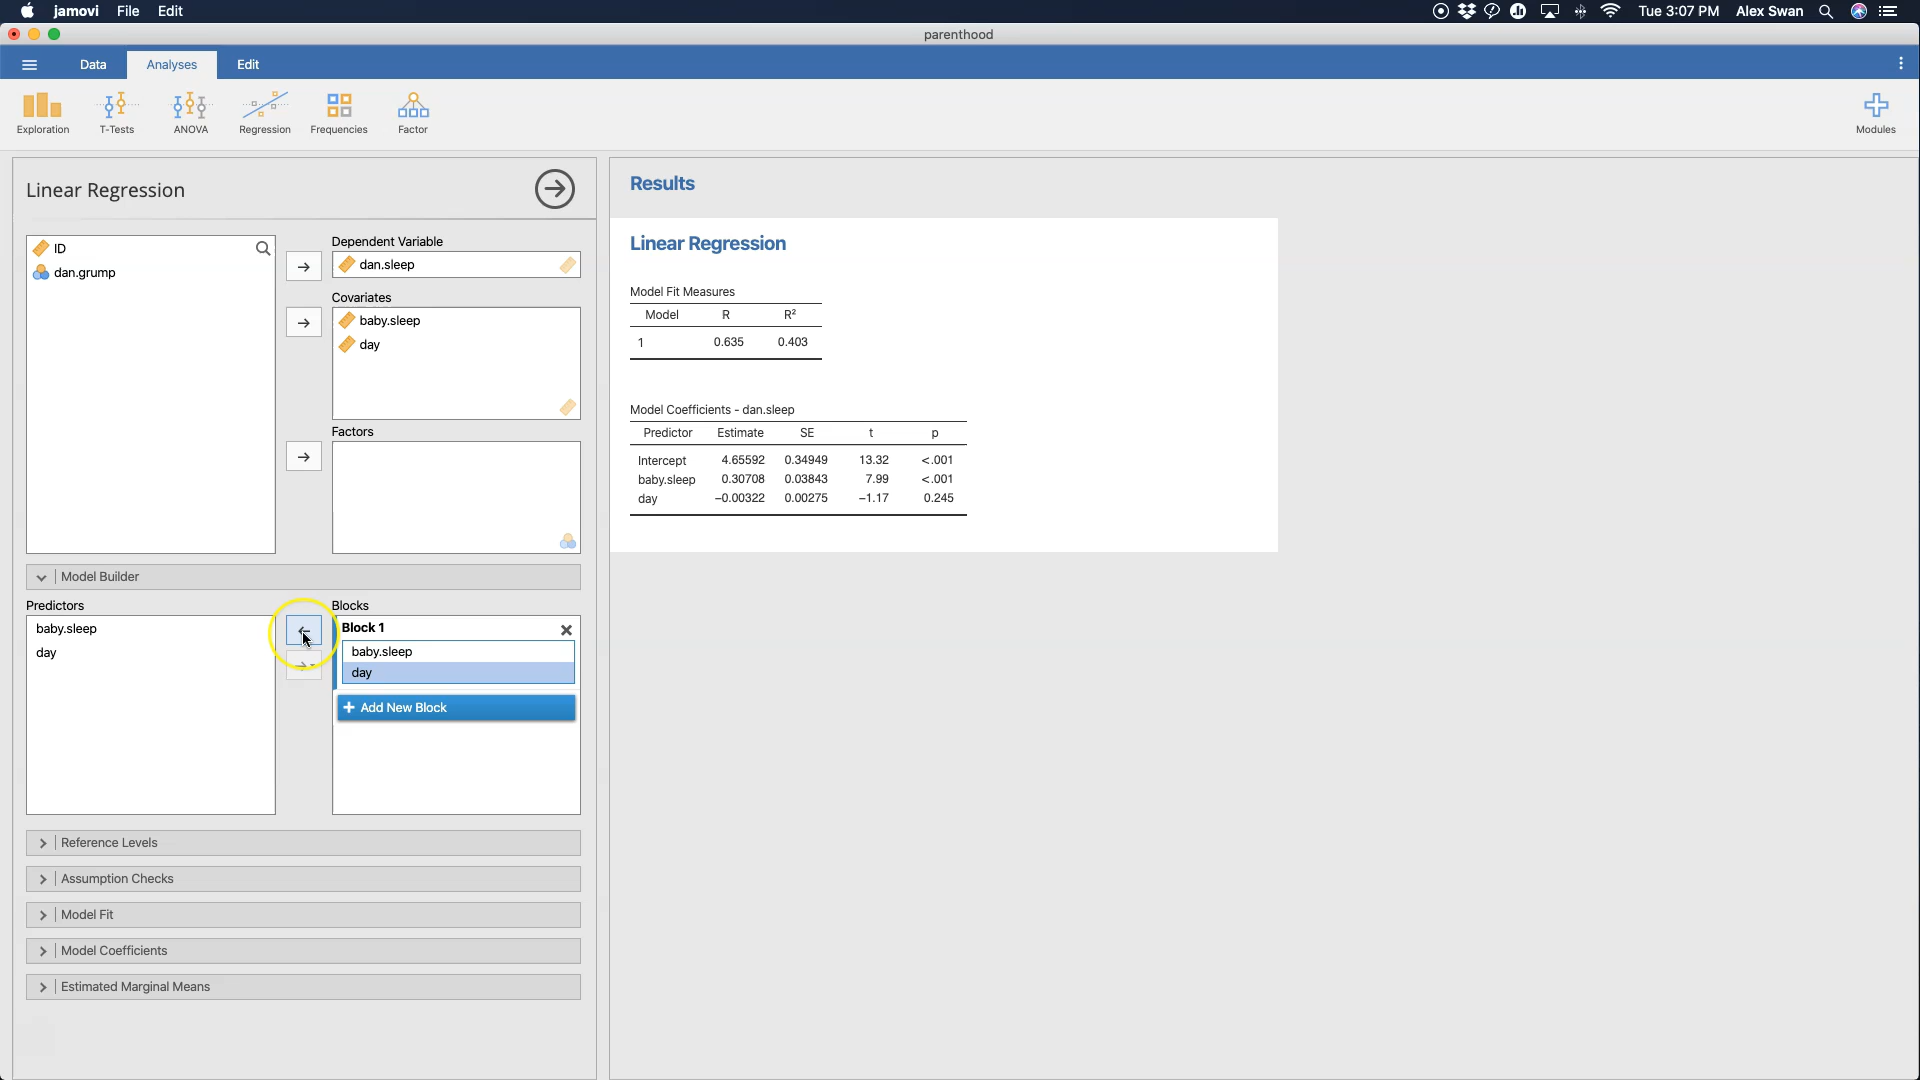 jamovi File Edit
Tue 3:07 PM Alex Swan
parenthood
Data Analyses Edit
Exploration T-Tests ANOVA Regression Frequencies Factor Modules
Linear Regression
ID
dan.grump
Dependent Variable
dan.sleep
Covariates
baby.sleep
day
Factors
Model Builder
Predictors
baby.sleep
day
Blocks
Block 1
baby.sleep
day
+ Add New Block
Reference Levels
Assumption Checks
Model Fit
Model Coefficients
Estimated Marginal Means
Results
Linear Regression
Model Fit Measures
Model R R²
1 0.635 0.403
Model Coefficients - dan.sleep
Predictor Estimate SE t p
Intercept 4.65592 0.34949 13.32 <.001
baby.sleep 0.30708 0.03843 7.99 <.001
day −0.00322 0.00275 −1.17 0.245